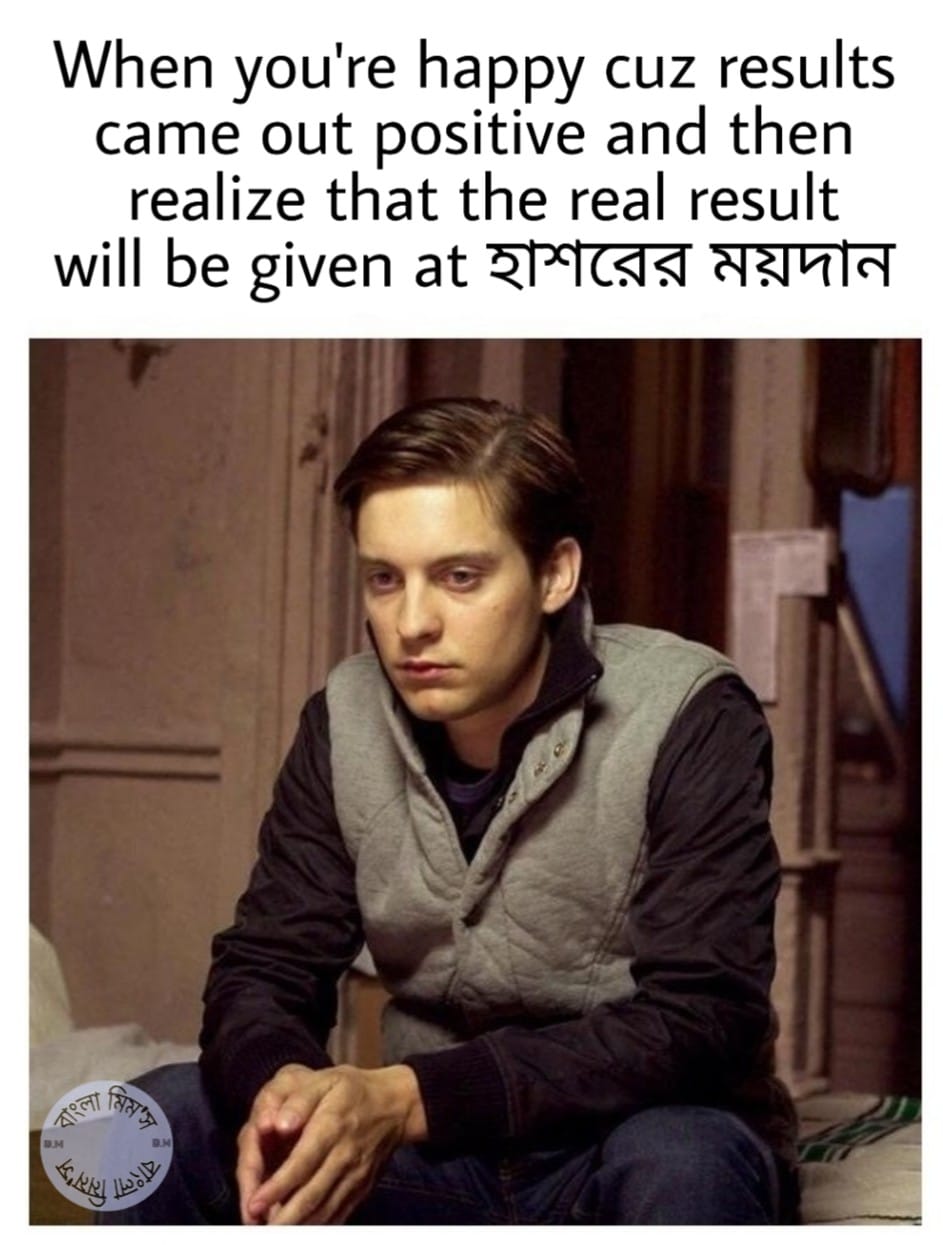 When you're happy cuz results
came out positive and then
realize that the real result
will be given at হাশরের ময়দান
বাংলা মিম'স
B.M B.M
বাংলা মিম'স